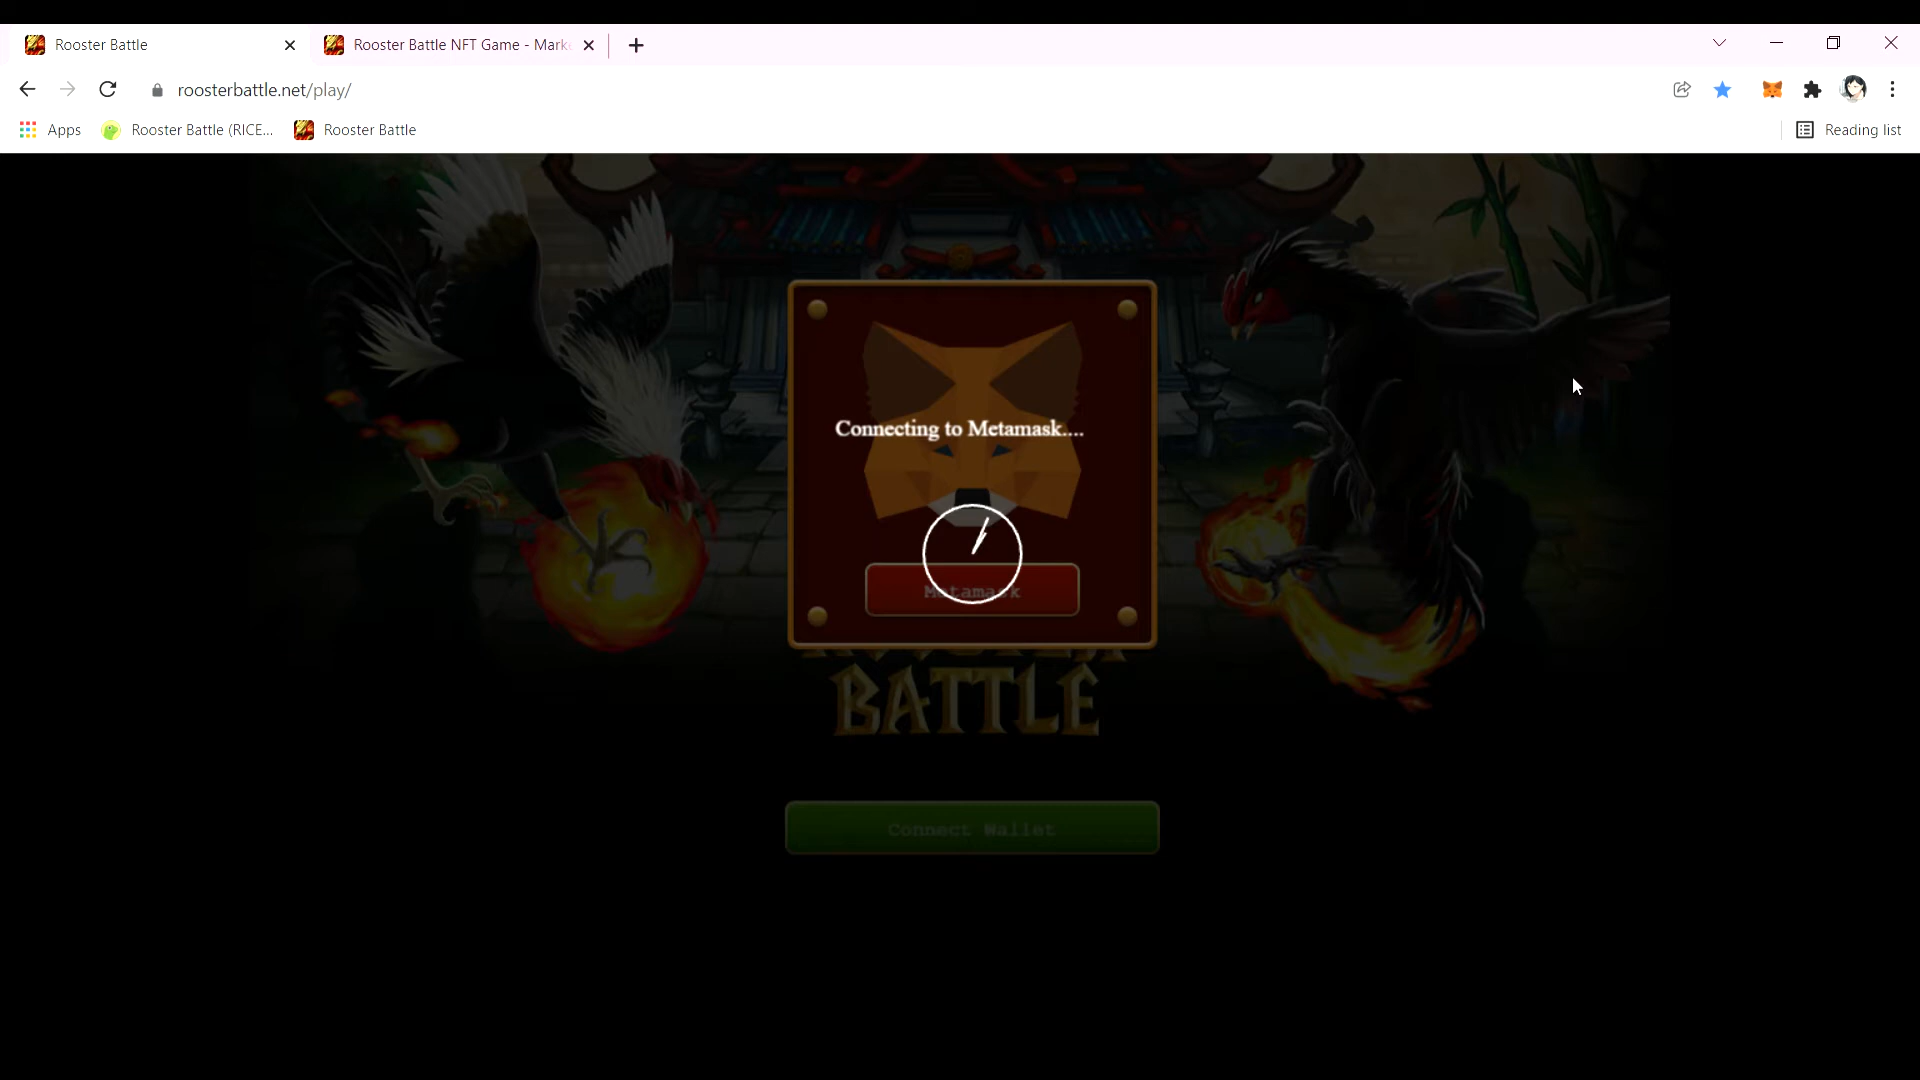 Rooster Battle
Rooster Battle NFT Game - Mark
roosterbattle.net/play/
Apps
Rooster Battle (RICE...
Rooster Battle
Reading list
Connecting to Metamask....
Metamask
BATTLE
Connect Wallet